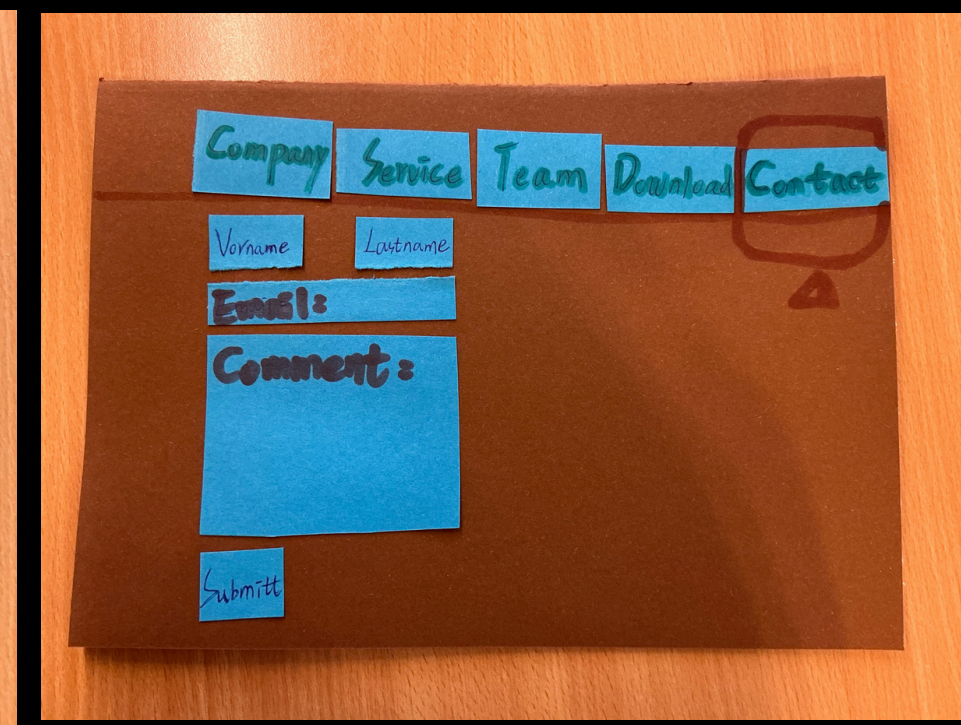 Company Service Team Download Contact
Vorname Lastname
Email:
Comment:
Submitt